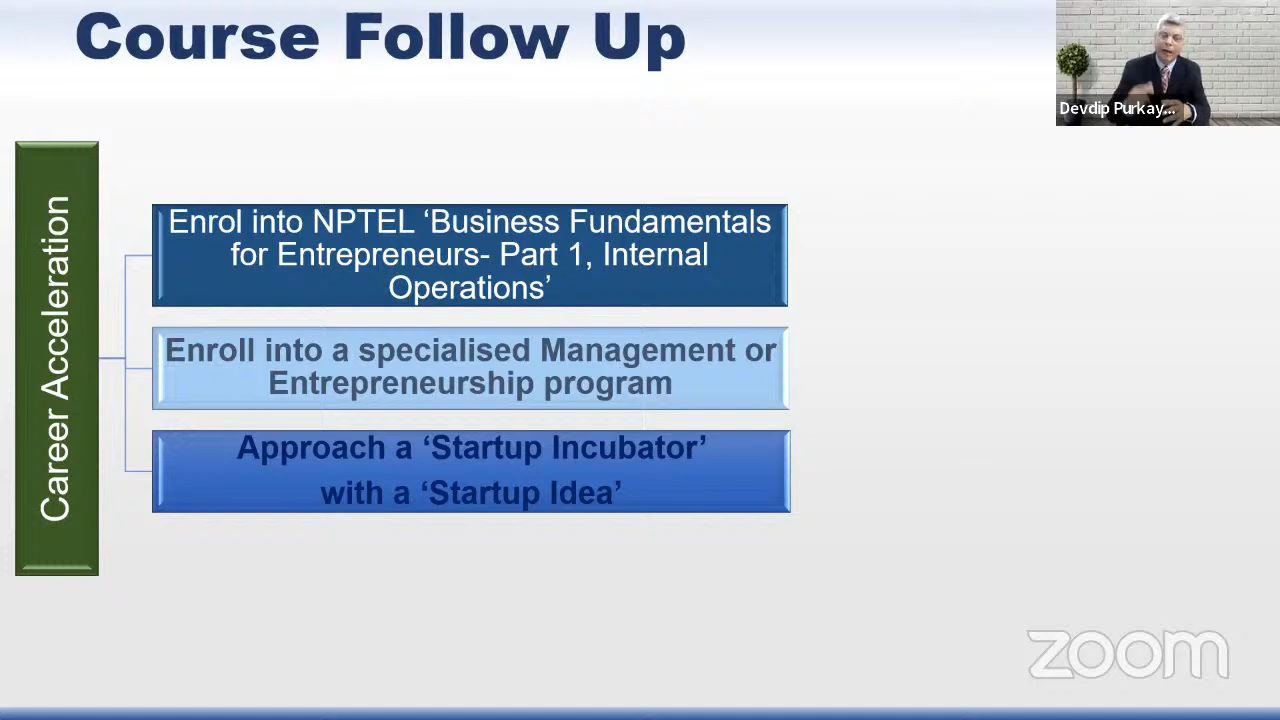 Course Follow Up
Devdip Purkay...
Career Acceleration
Enrol into NPTEL ‘Business Fundamentals
for Entrepreneurs- Part 1, Internal
Operations’
Enroll into a specialised Management or
Entrepreneurship program
Approach a ‘Startup Incubator’
with a ‘Startup Idea’
zoom